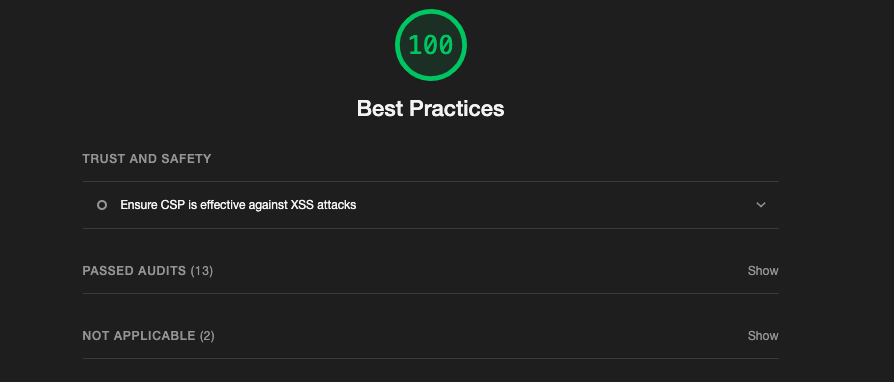 100
Best Practices
TRUST AND SAFETY
Ensure CSP is effective against XSS attacks
PASSED AUDITS (13) Show
NOT APPLICABLE (2) Show